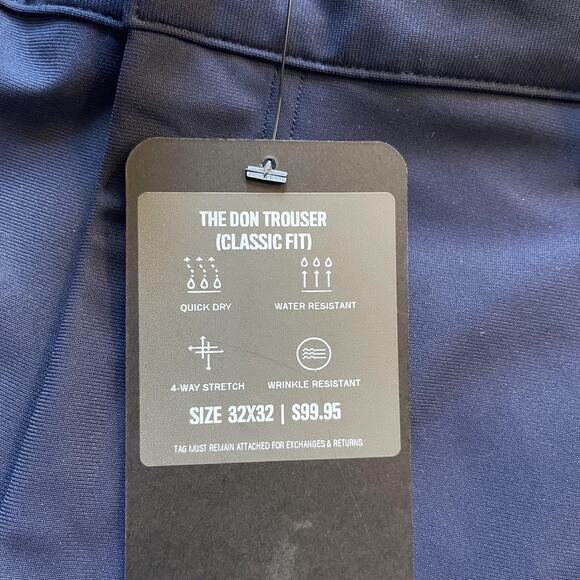 THE DON TROUSER
(CLASSIC FIT)
QUICK DRY
WATER RESISTANT
4-WAY STRETCH
WRINKLE RESISTANT
SIZE 32X32 | $99.95
TAG MUST REMAIN ATTACHED FOR EXCHANGES & RETURNS